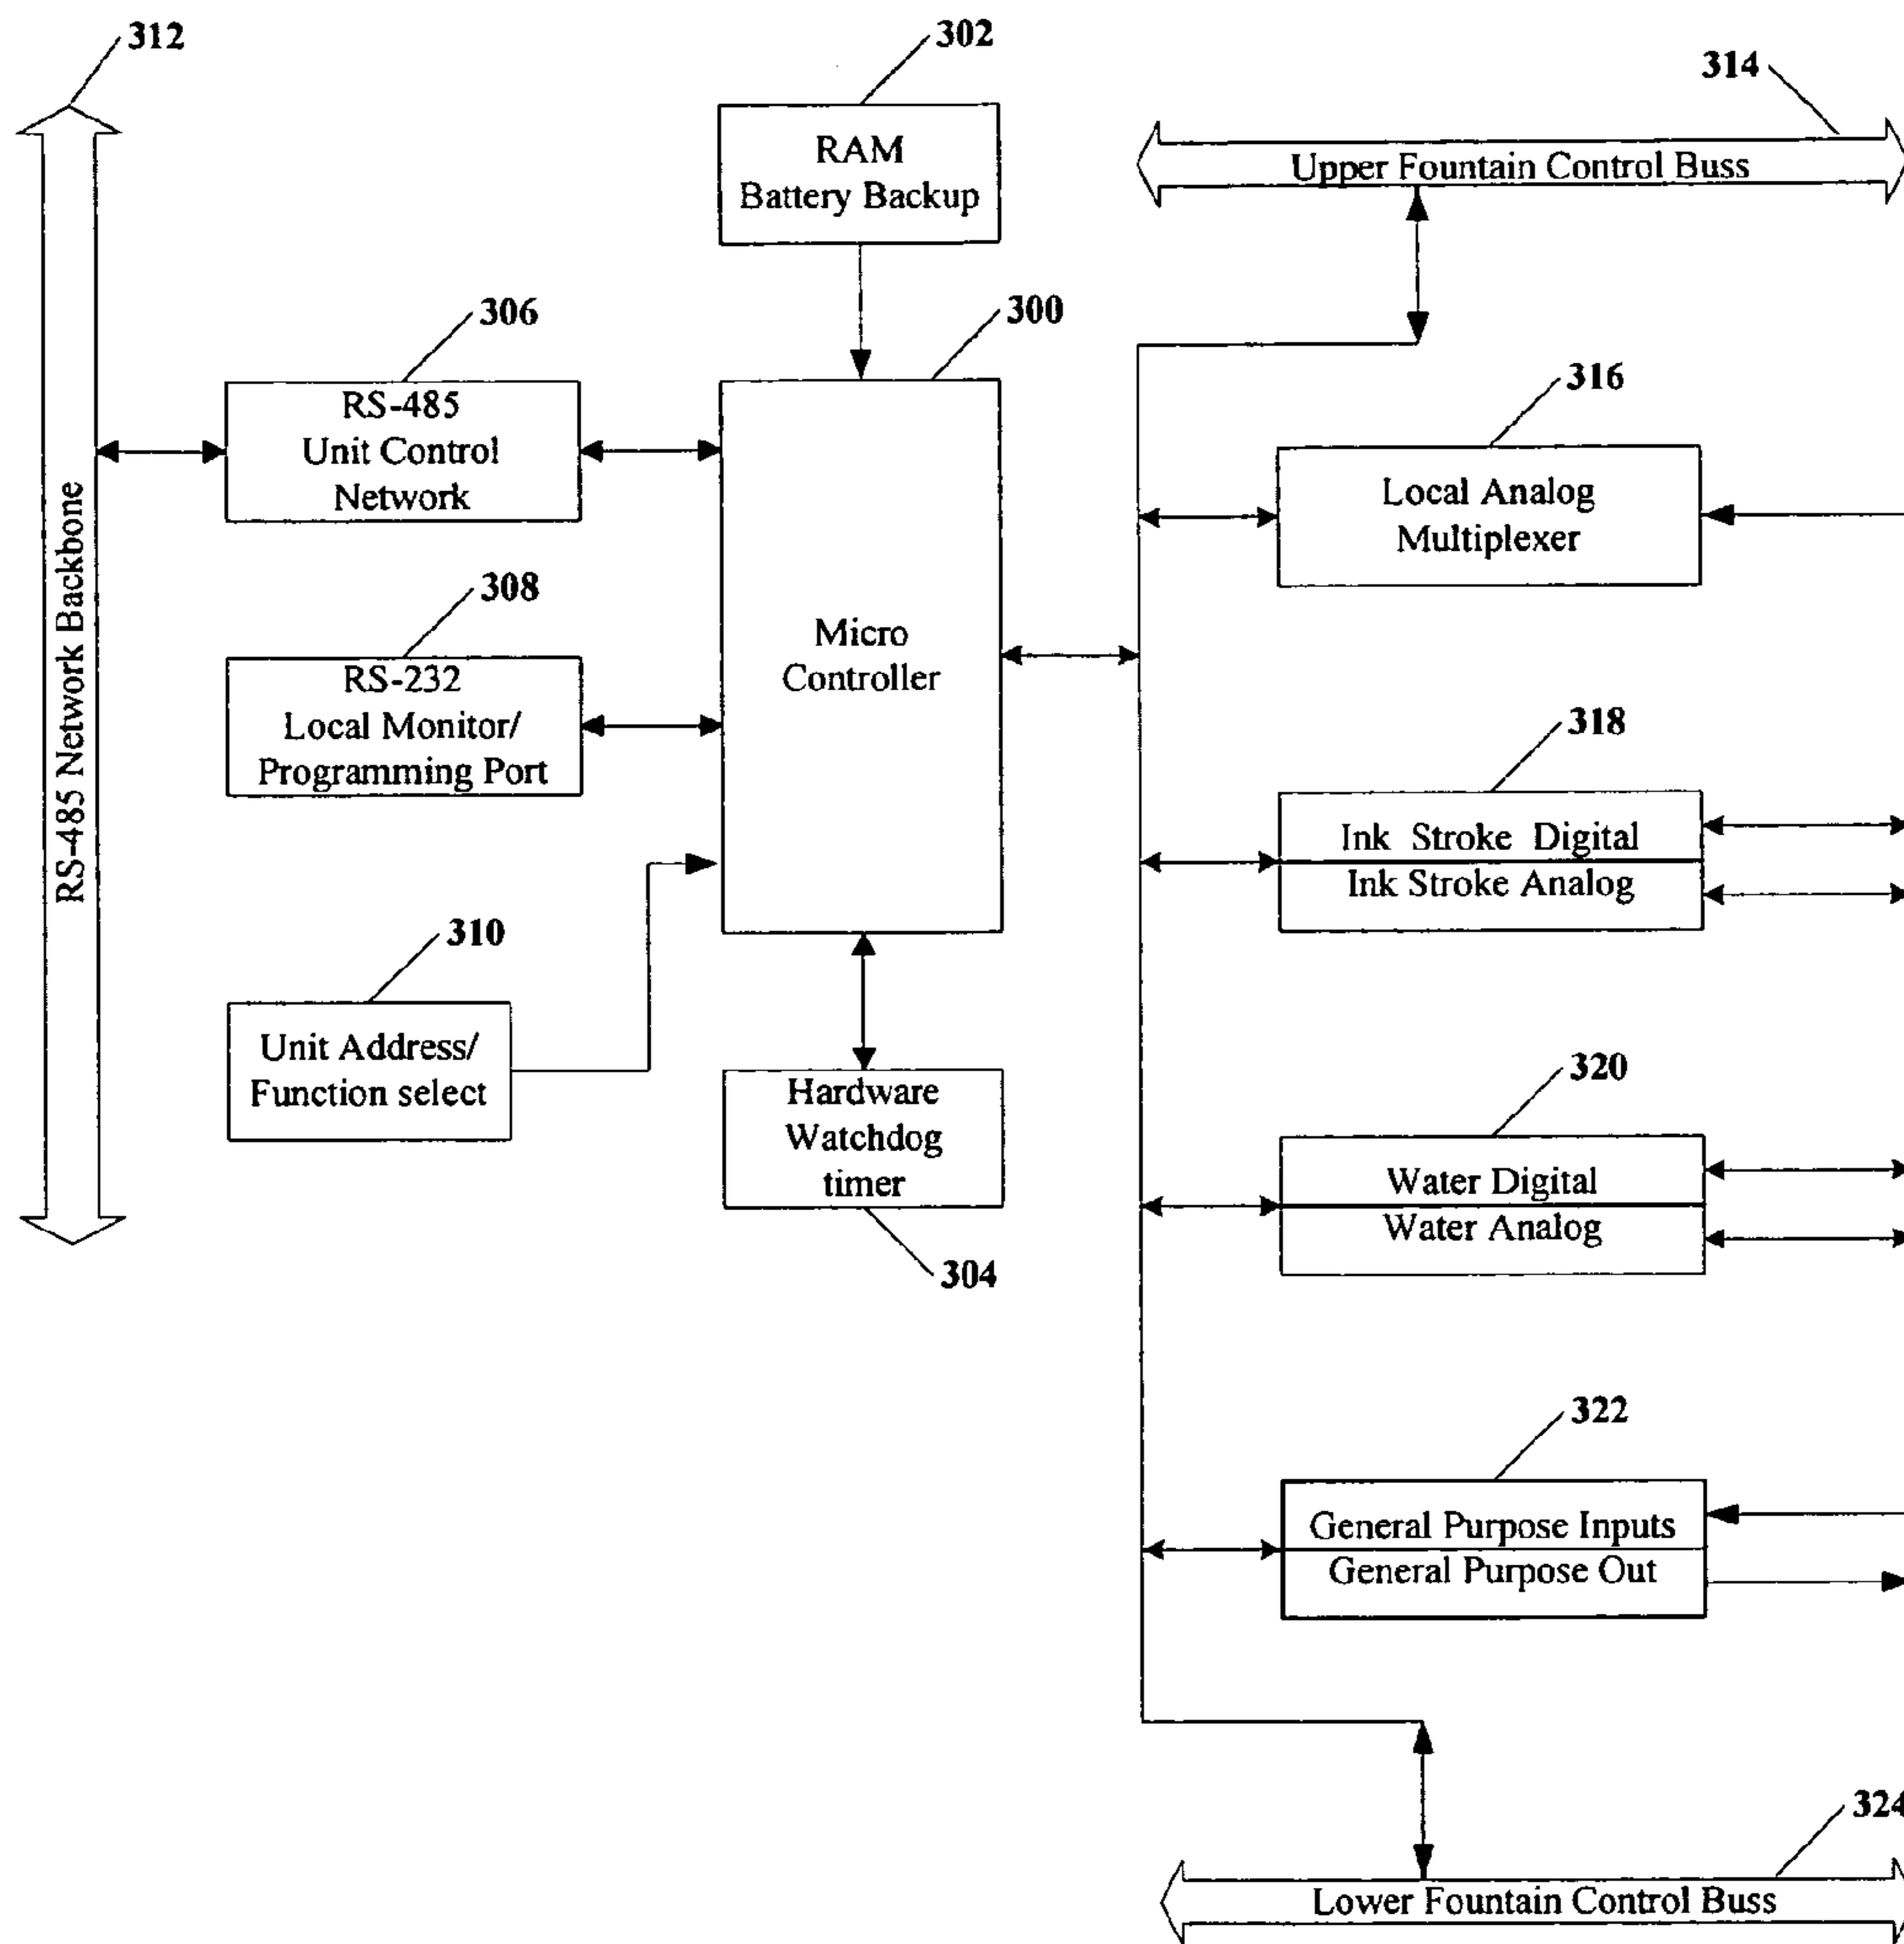 312
302
314
RAM
Battery Backup
Upper Fountain Control Buss
306
300
316
RS-485
Unit Control
Network
Local Analog
Multiplexer
RS-485 Network Backbone
308
RS-232
Local Monitor/
Programming Port
Micro
Controller
318
Ink Stroke Digital
Ink Stroke Analog
310
Unit Address/
Function select
Hardware
Watchdog
timer
304
320
Water Digital
Water Analog
322
General Purpose Inputs
General Purpose Out
324
Lower Fountain Control Buss